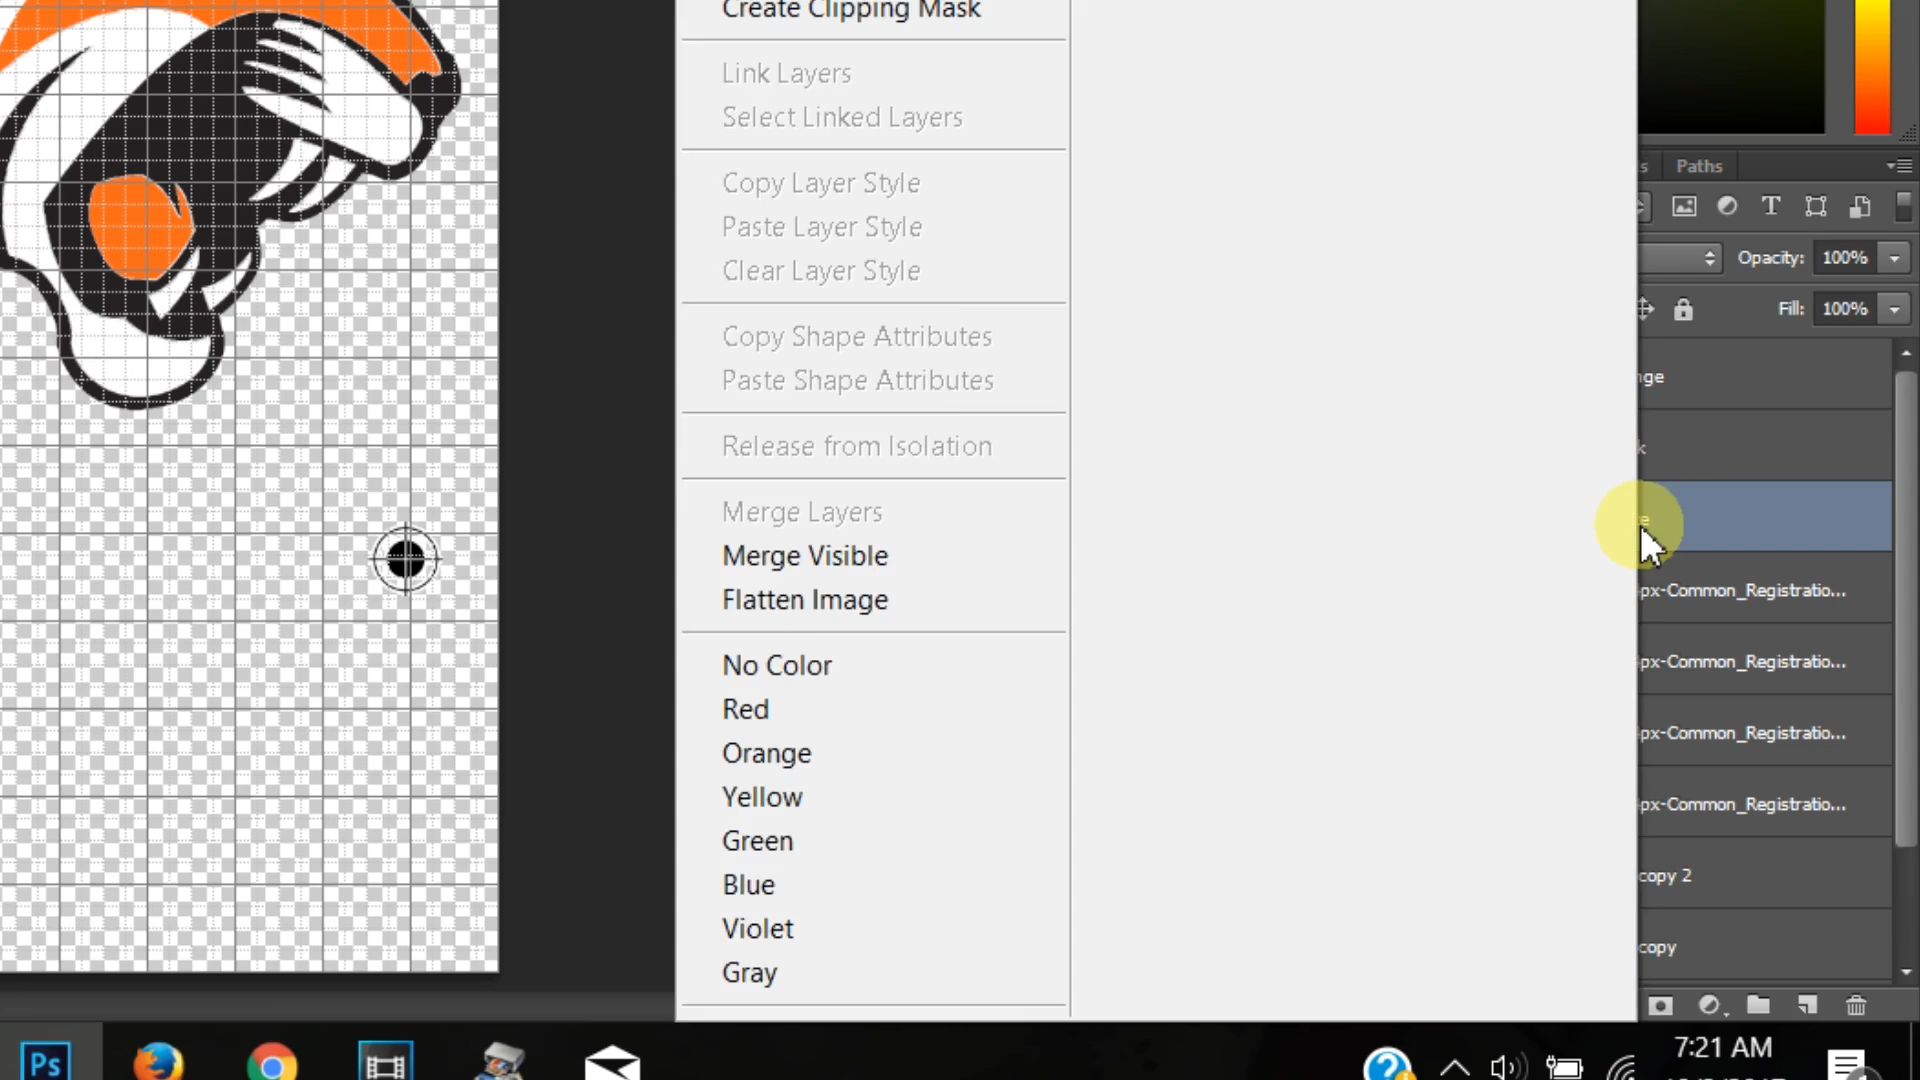 Create Clipping Mask
Link Layers
Select Linked Layers
Copy Layer Style
Paste Layer Style
Clear Layer Style
Copy Shape Attributes
Paste Shape Attributes
Release from Isolation
Merge Layers
Merge Visible
Flatten Image
No Color
Red
Orange
Yellow
Green
Blue
Violet
Gray
s
Paths
T
Opacity: 100%
Fill: 100%
nge
k
e
px-Common_Registratio...
px-Common_Registratio...
px-Common_Registratio...
px-Common_Registratio...
copy 2
copy
Ps
?
7:21 AM